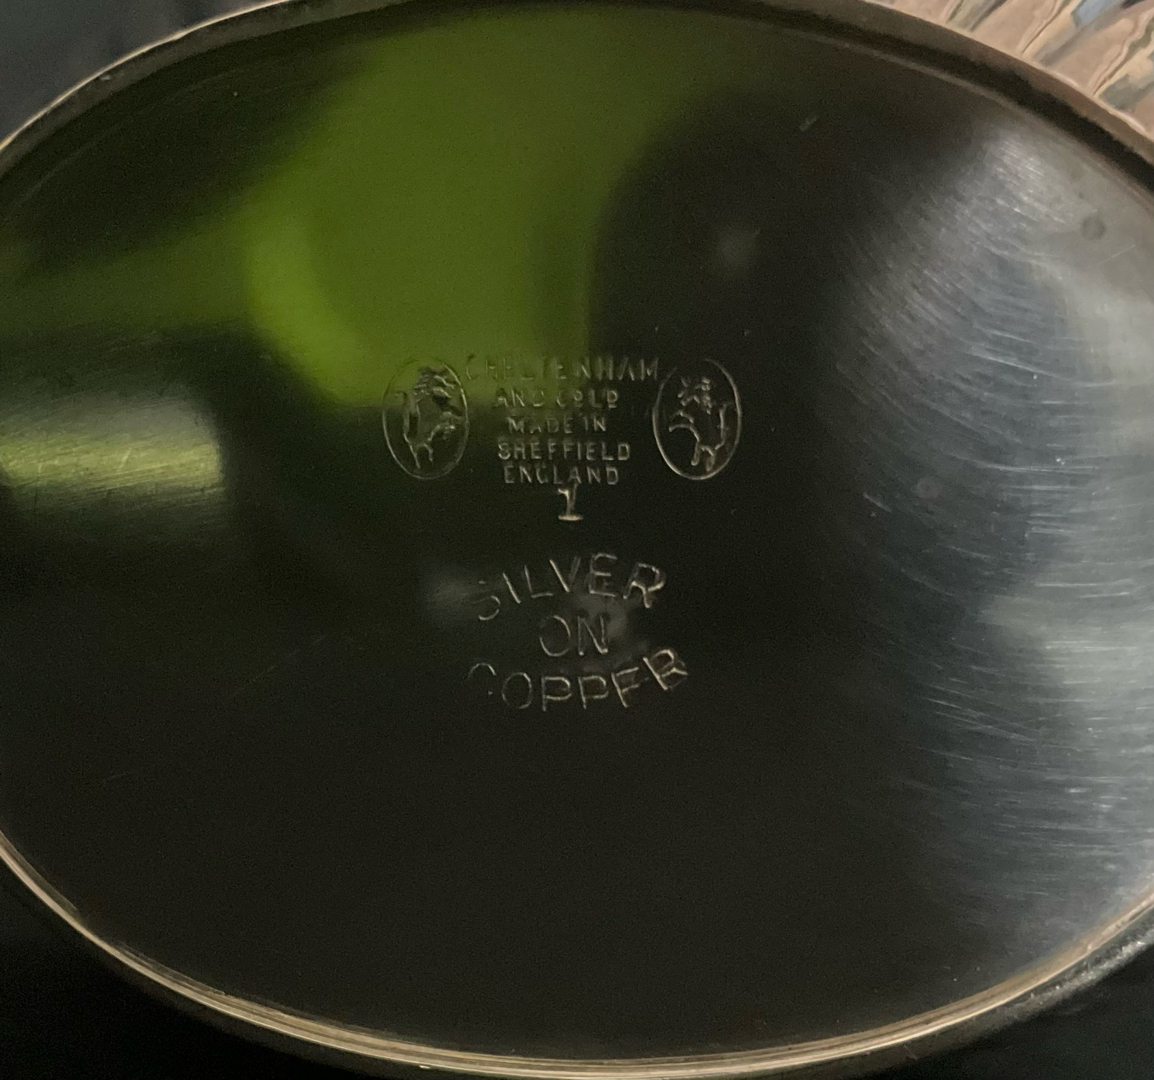 CHELTENHAM
AND CO LD
MADE IN
SHEFFIELD
ENGLAND
1
SILVER
ON
COPPER